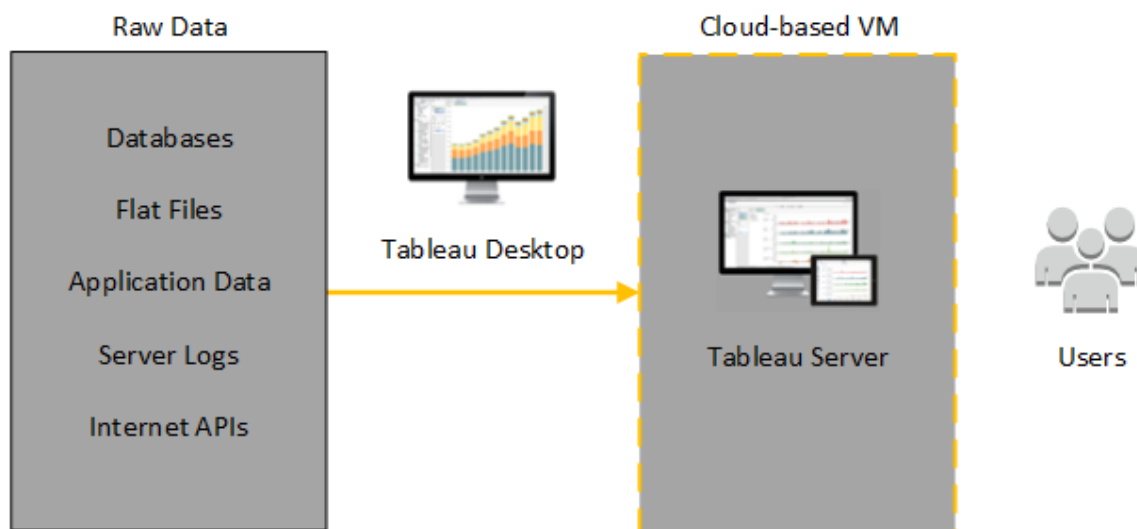 Raw Data
Databases
Flat Files
Application Data
Server Logs
Internet APIs
Tableau Desktop
Cloud-based VM
Tableau Server
Users